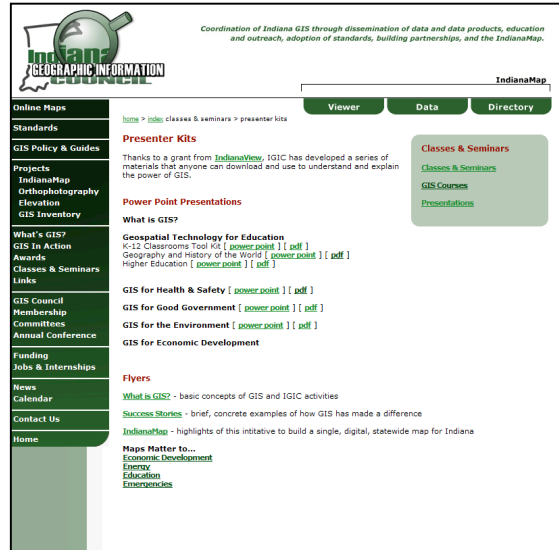 Indiana
GEOGRAPHIC INFORMATION
COUNCIL
Coordination of Indiana GIS through dissemination of data and data products, education
and outreach, adoption of standards, building partnerships, and the IndianaMap.
IndianaMap
Viewer
Data
Directory
Online Maps
Standards
GIS Policy & Guides
Projects
IndianaMap
Orthophotography
Elevation
GIS Inventory
What's GIS?
GIS In Action
Awards
Classes & Seminars
Links
GIS Council
Membership
Committees
Annual Conference
Funding
Jobs & Internships
News
Calendar
Contact Us
Home
home > index classes & seminars > presenter kits
Presenter Kits
Thanks to a grant from IndianaView, IGIC has developed a series of
materials that anyone can download and use to understand and explain
the power of GIS.
Power Point Presentations
What is GIS?
Geospatial Technology for Education
K-12 Classrooms Tool Kit [ power point ] [ pdf ]
Geography and History of the World [ power point ] [ pdf ]
Higher Education [ power point ] [ pdf ]
GIS for Health & Safety [ power point ] [ pdf ]
GIS for Good Government [ power point ] [ pdf ]
GIS for the Environment [ power point ] [ pdf ]
GIS for Economic Development
Flyers
What is GIS? - basic concepts of GIS and IGIC activities
Success Stories - brief, concrete examples of how GIS has made a difference
IndianaMap - highlights of this intitative to build a single, digital, statewide map for Indiana
Maps Matter to...
Economic Development
Energy
Education
Emergencies
Classes & Seminars
Classes & Seminars
GIS Courses
Presentations